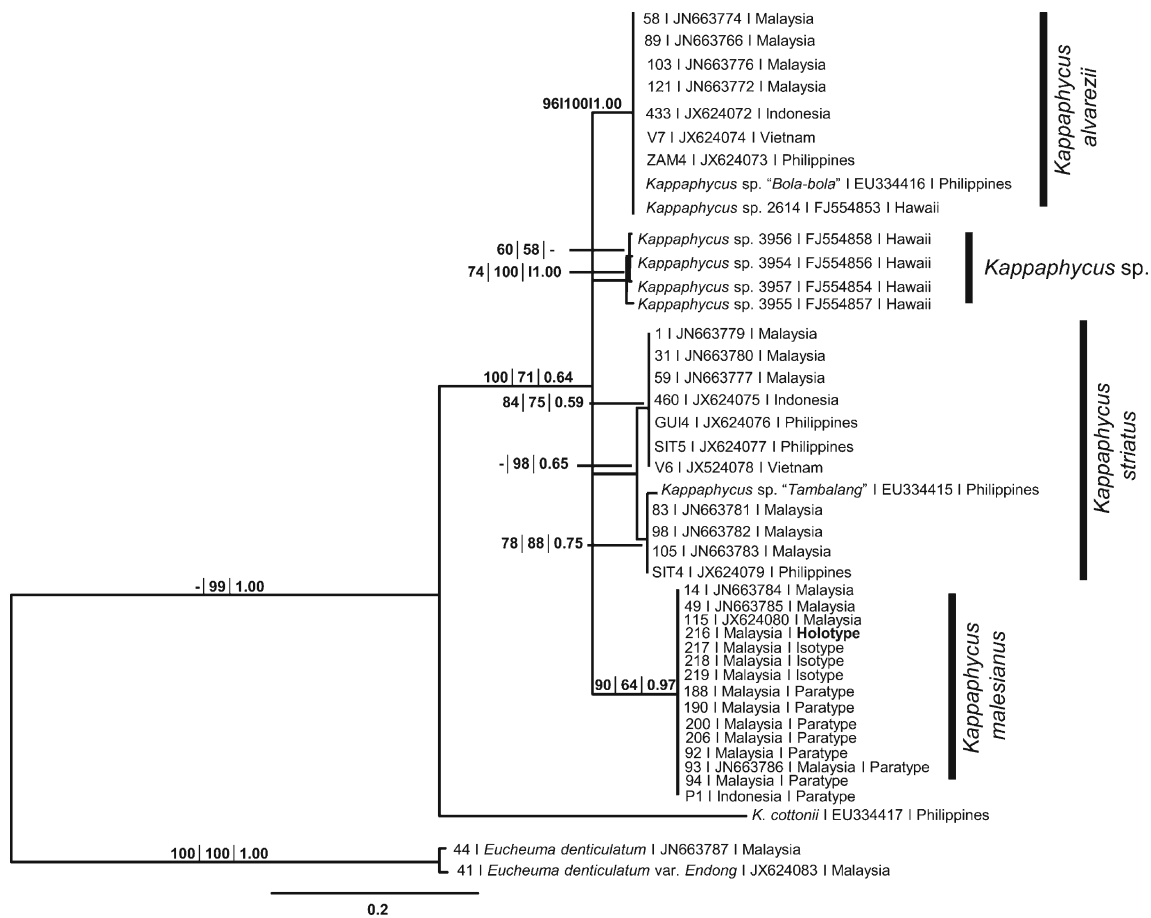 58 I JN663774 I Malaysia
89 I JN663766 I Malaysia
103 I JN663776 I Malaysia
121 I JN663772 I Malaysia
96I100I1.00
433 I JX624072 I Indonesia
V7 I JX624074 I Vietnam
ZAM4 I JX624073 I Philippines
Kappaphycus sp. “Bola-bola” I EU334416 I Philippines
Kappaphycus sp. 2614 I FJ554853 I Hawaii
Kappaphycus
alvarezii
60|58|-
74|100|I1.00
Kappaphycus sp. 3956 I FJ554858 I Hawaii
Kappaphycus sp. 3954 I FJ554856 I Hawaii
Kappaphycus sp. 3957 I FJ554854 I Hawaii
Kappaphycus sp. 3955 I FJ554857 I Hawaii
Kappaphycus sp.
1 I JN663779 I Malaysia
31 I JN663780 I Malaysia
59 I JN663777 I Malaysia
100|71|0.64
84|75|0.59
460 I JX624075 I Indonesia
GUI4 I JX624076 I Philippines
SIT5 I JX624077 I Philippines
-|98|0.65
V6 I JX524078 I Vietnam
Kappaphycus sp. “Tambalang” I EU334415 I Philippines
83 I JN663781 I Malaysia
98 I JN663782 I Malaysia
78|88|0.75
105 I JN663783 I Malaysia
SIT4 I JX624079 I Philippines
Kappaphycus
striatus
-|99|1.00
14 I JN663784 I Malaysia
49 I JN663785 I Malaysia
115 I JX624080 I Malaysia
216 I Malaysia I Holotype
217 I Malaysia I Isotype
218 I Malaysia I Isotype
219 I Malaysia I Isotype
90|64|0.97
188 I Malaysia I Paratype
190 I Malaysia I Paratype
200 I Malaysia I Paratype
206 I Malaysia I Paratype
92 I Malaysia I Paratype
93 I JN663786 I Malaysia I Paratype
94 I Malaysia I Paratype
P1 I Indonesia I Paratype
Kappaphycus
malesianus
K. cottonii I EU334417 I Philippines
100|100|1.00
44 I Eucheuma denticulatum I JN663787 I Malaysia
41 I Eucheuma denticulatum var. Endong I JX624083 I Malaysia
0.2